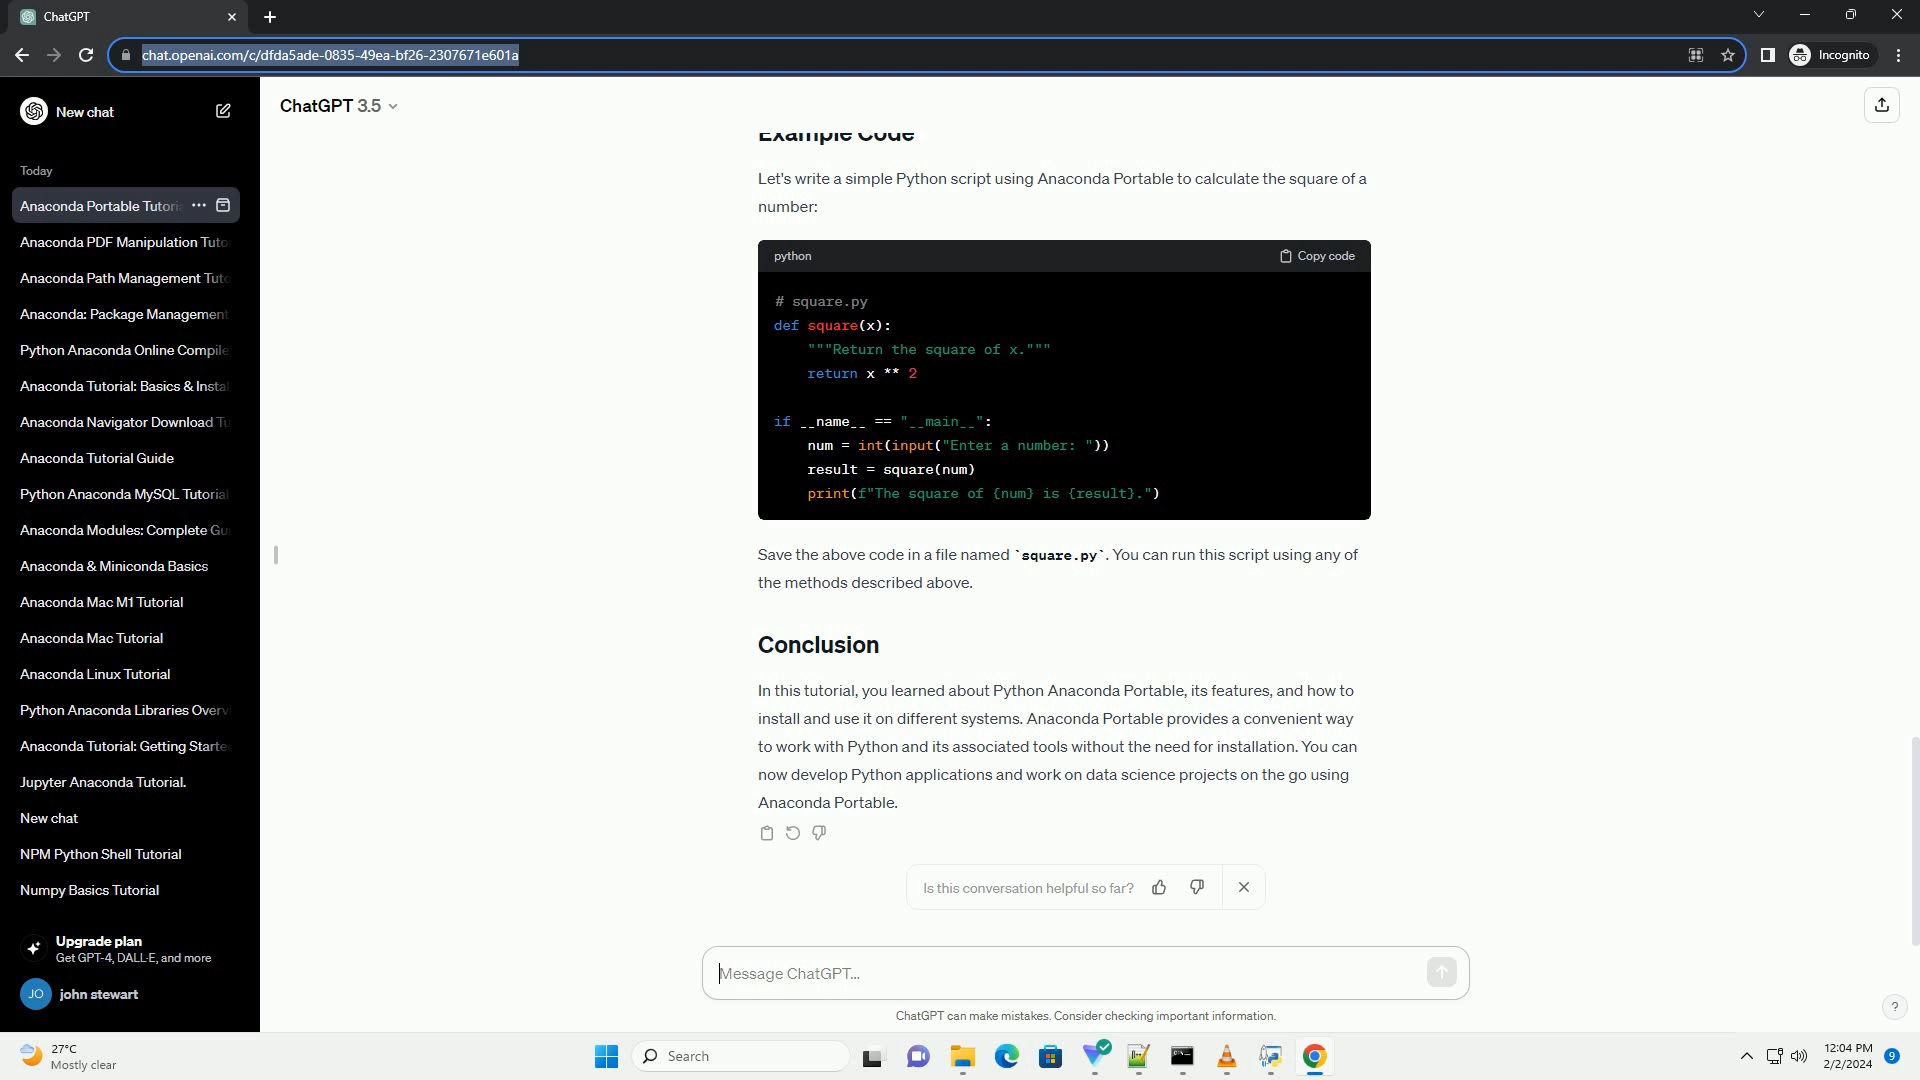 ChatGPT
chat.openai.com/c/dfda5ade-0835-49ea-bf26-2307671e601a
Incognito
New chat
Today
Anaconda Portable Tutori
Anaconda PDF Manipulation Tuto
Anaconda Path Management Tuto
Anaconda: Package Management
Python Anaconda Online Compile
Anaconda Tutorial: Basics & Instal
Anaconda Navigator Download Tu
Anaconda Tutorial Guide
Python Anaconda MySQL Tutorial
Anaconda Modules: Complete Gu
Anaconda & Miniconda Basics
Anaconda Mac M1 Tutorial
Anaconda Mac Tutorial
Anaconda Linux Tutorial
Python Anaconda Libraries Overv
Anaconda Tutorial: Getting Starte
Jupyter Anaconda Tutorial.
New chat
NPM Python Shell Tutorial
Numpy Basics Tutorial
Upgrade plan
Get GPT-4, DALL·E, and more
JO john stewart
ChatGPT 3.5
Example Code
Let's write a simple Python script using Anaconda Portable to calculate the square of a
number:
python Copy code
# square.py
def square(x):
    """Return the square of x."""
    return x ** 2
if __name__ == "__main__":
    num = int(input("Enter a number: "))
    result = square(num)
    print(f"The square of {num} is {result}.")
Save the above code in a file named `square.py`. You can run this script using any of
the methods described above.
Conclusion
In this tutorial, you learned about Python Anaconda Portable, its features, and how to
install and use it on different systems. Anaconda Portable provides a convenient way
to work with Python and its associated tools without the need for installation. You can
now develop Python applications and work on data science projects on the go using
Anaconda Portable.
Is this conversation helpful so far?
Message ChatGPT...
ChatGPT can make mistakes. Consider checking important information.
?
27°C
Mostly clear
Search
12:04 PM
2/2/2024
9